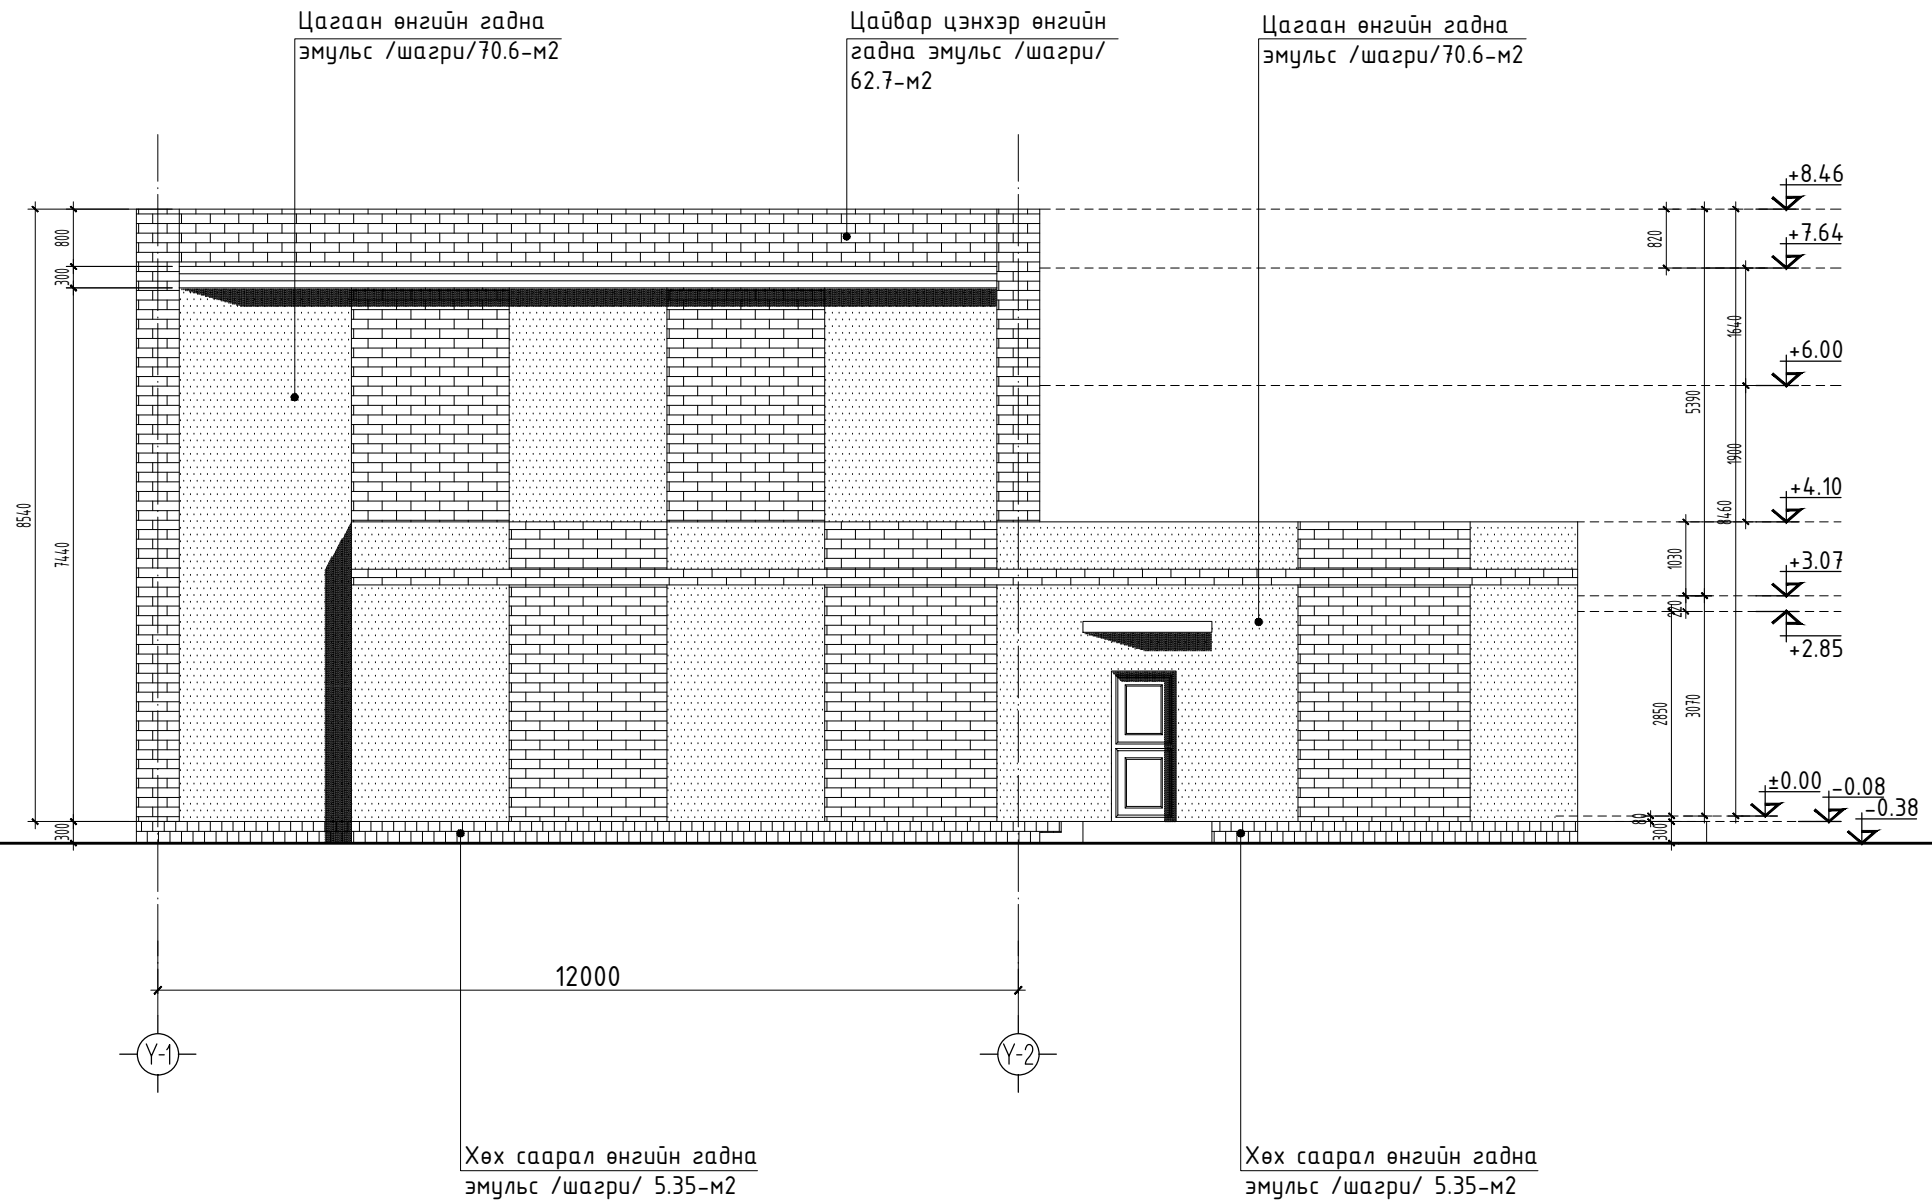 Цагаан өнгийн гадна
эмульс /шагри/70.6-м2
Цайвар цэнхэр өнгийн
гадна эмульс /шагри/
62.7-м2
Цагаан өнгийн гадна
эмульс /шагри/70.6-м2
+8.46
+7.64
+6.00
+4.10
+3.07
+2.85
±0.00
-0.08
-0.38
800
300
8540
7440
300
820
1640
5390
1900
8460
1030
220
2850
3070
80
300
12000
Y-1
Y-2
Хөх саарал өнгийн гадна
эмульс /шагри/ 5.35-м2
Хөх саарал өнгийн гадна
эмульс /шагри/ 5.35-м2